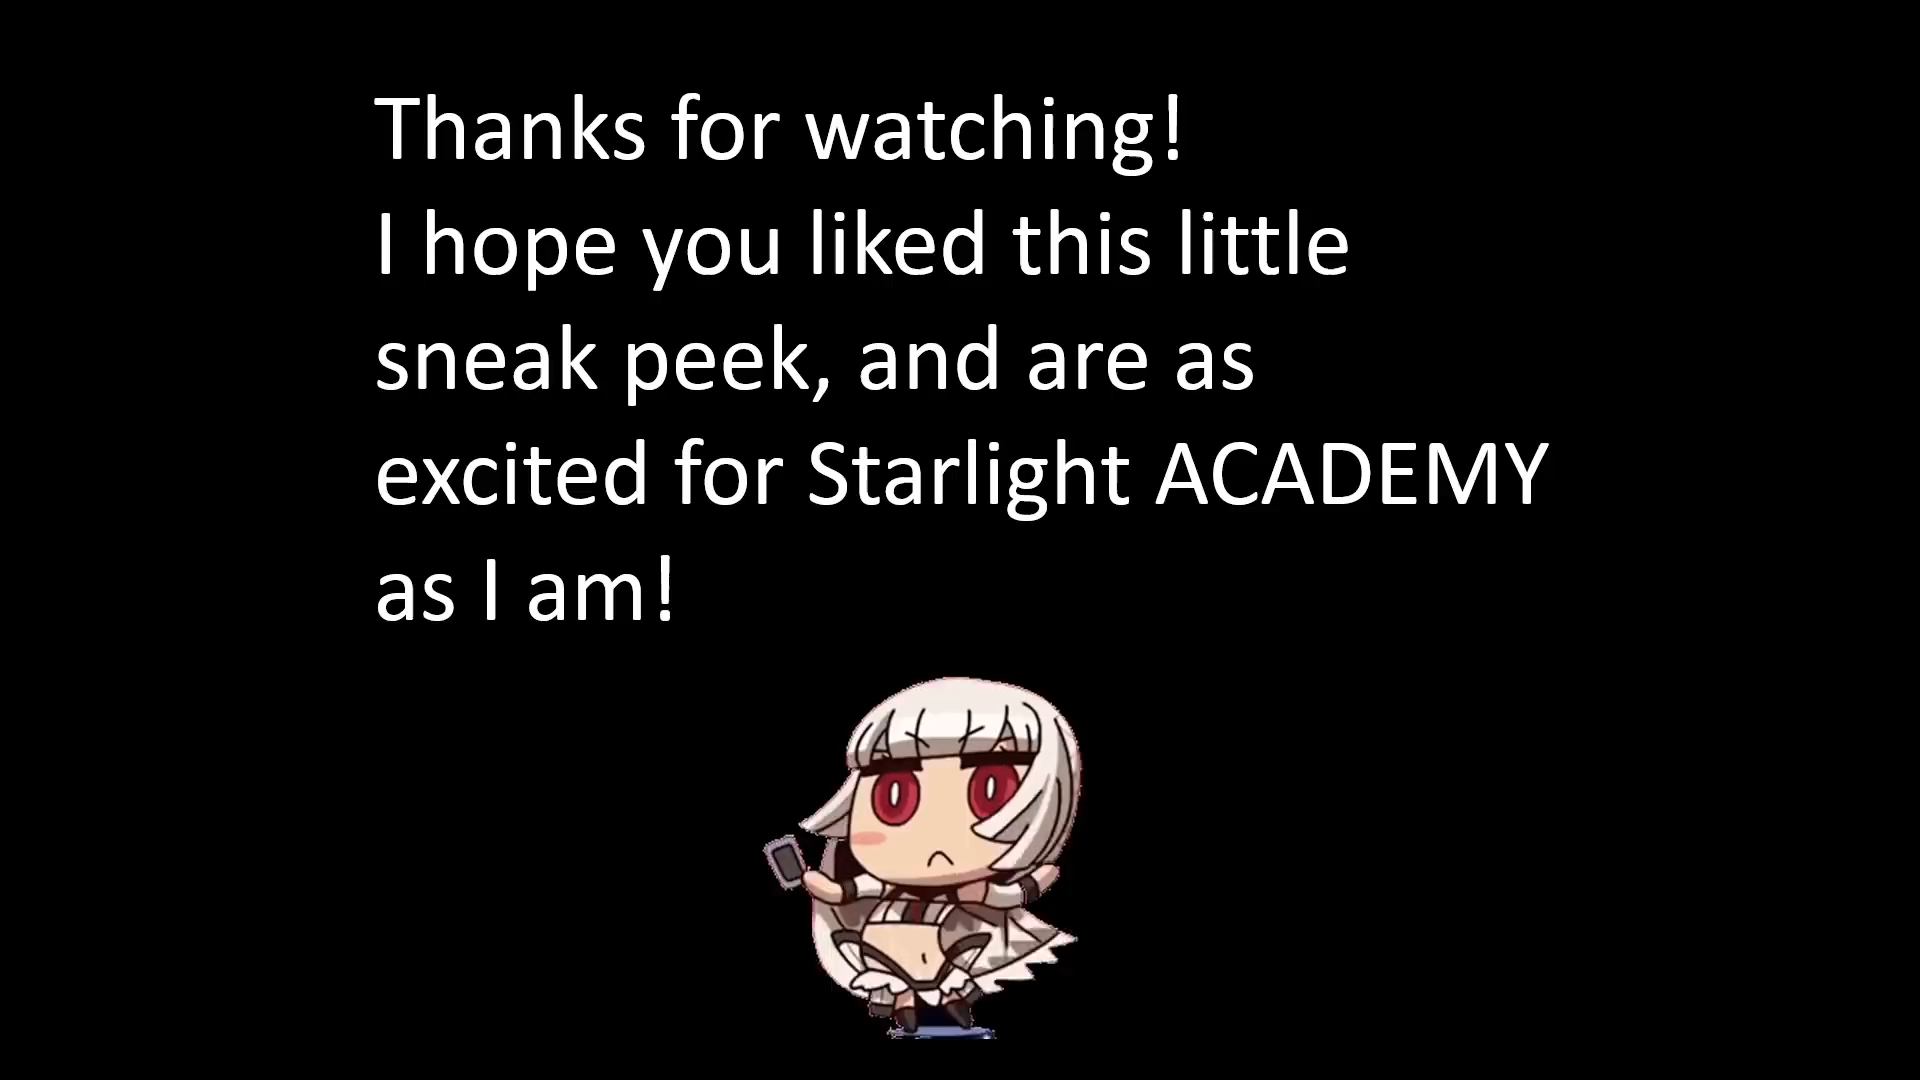 Thanks for watching!
I hope you liked this little
sneak peek, and are as
excited for Starlight ACADEMY
as I am!